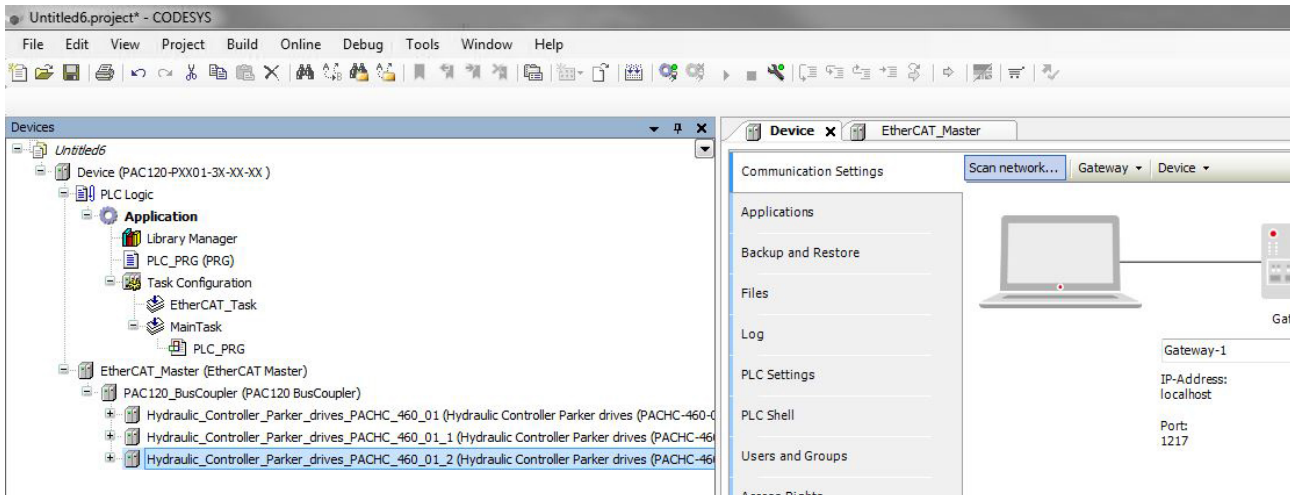 Untitled6.project* - CODESYS
File Edit View Project Build Online Debug Tools Window Help
Devices
Untitled6
Device (PAC120-PXX01-3X-XX-XX )
PLC Logic
Application
Library Manager
PLC_PRG (PRG)
Task Configuration
EtherCAT_Task
MainTask
PLC_PRG
EtherCAT_Master (EtherCAT Master)
PAC120_BusCoupler (PAC120 BusCoupler)
Hydraulic_Controller_Parker_drives_PACHC_460_01 (Hydraulic Controller Parker drives (PACHC-460-0
Hydraulic_Controller_Parker_drives_PACHC_460_01_1 (Hydraulic Controller Parker drives (PACHC-46
Hydraulic_Controller_Parker_drives_PACHC_460_01_2 (Hydraulic Controller Parker drives (PACHC-46
Device EtherCAT_Master
Communication Settings
Applications
Backup and Restore
Files
Log
PLC Settings
PLC Shell
Users and Groups
Access Rights
Scan network... Gateway Device
Gat
Gateway-1
IP-Address:
localhost
Port:
1217